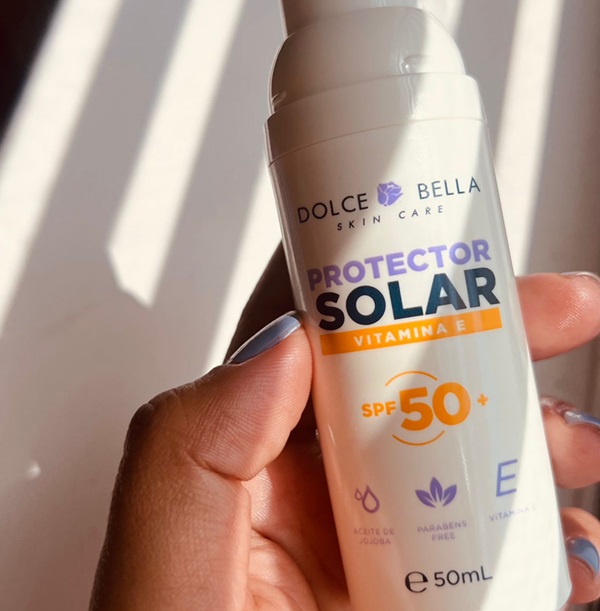 DOLCE BELLA
SKIN CARE
PROTECTOR
SOLAR
VITAMINA E
SPF 50+
E
ACEITE DE
JOJOBA
PARABENS
FREE
VITAMINA E
℮ 50mL